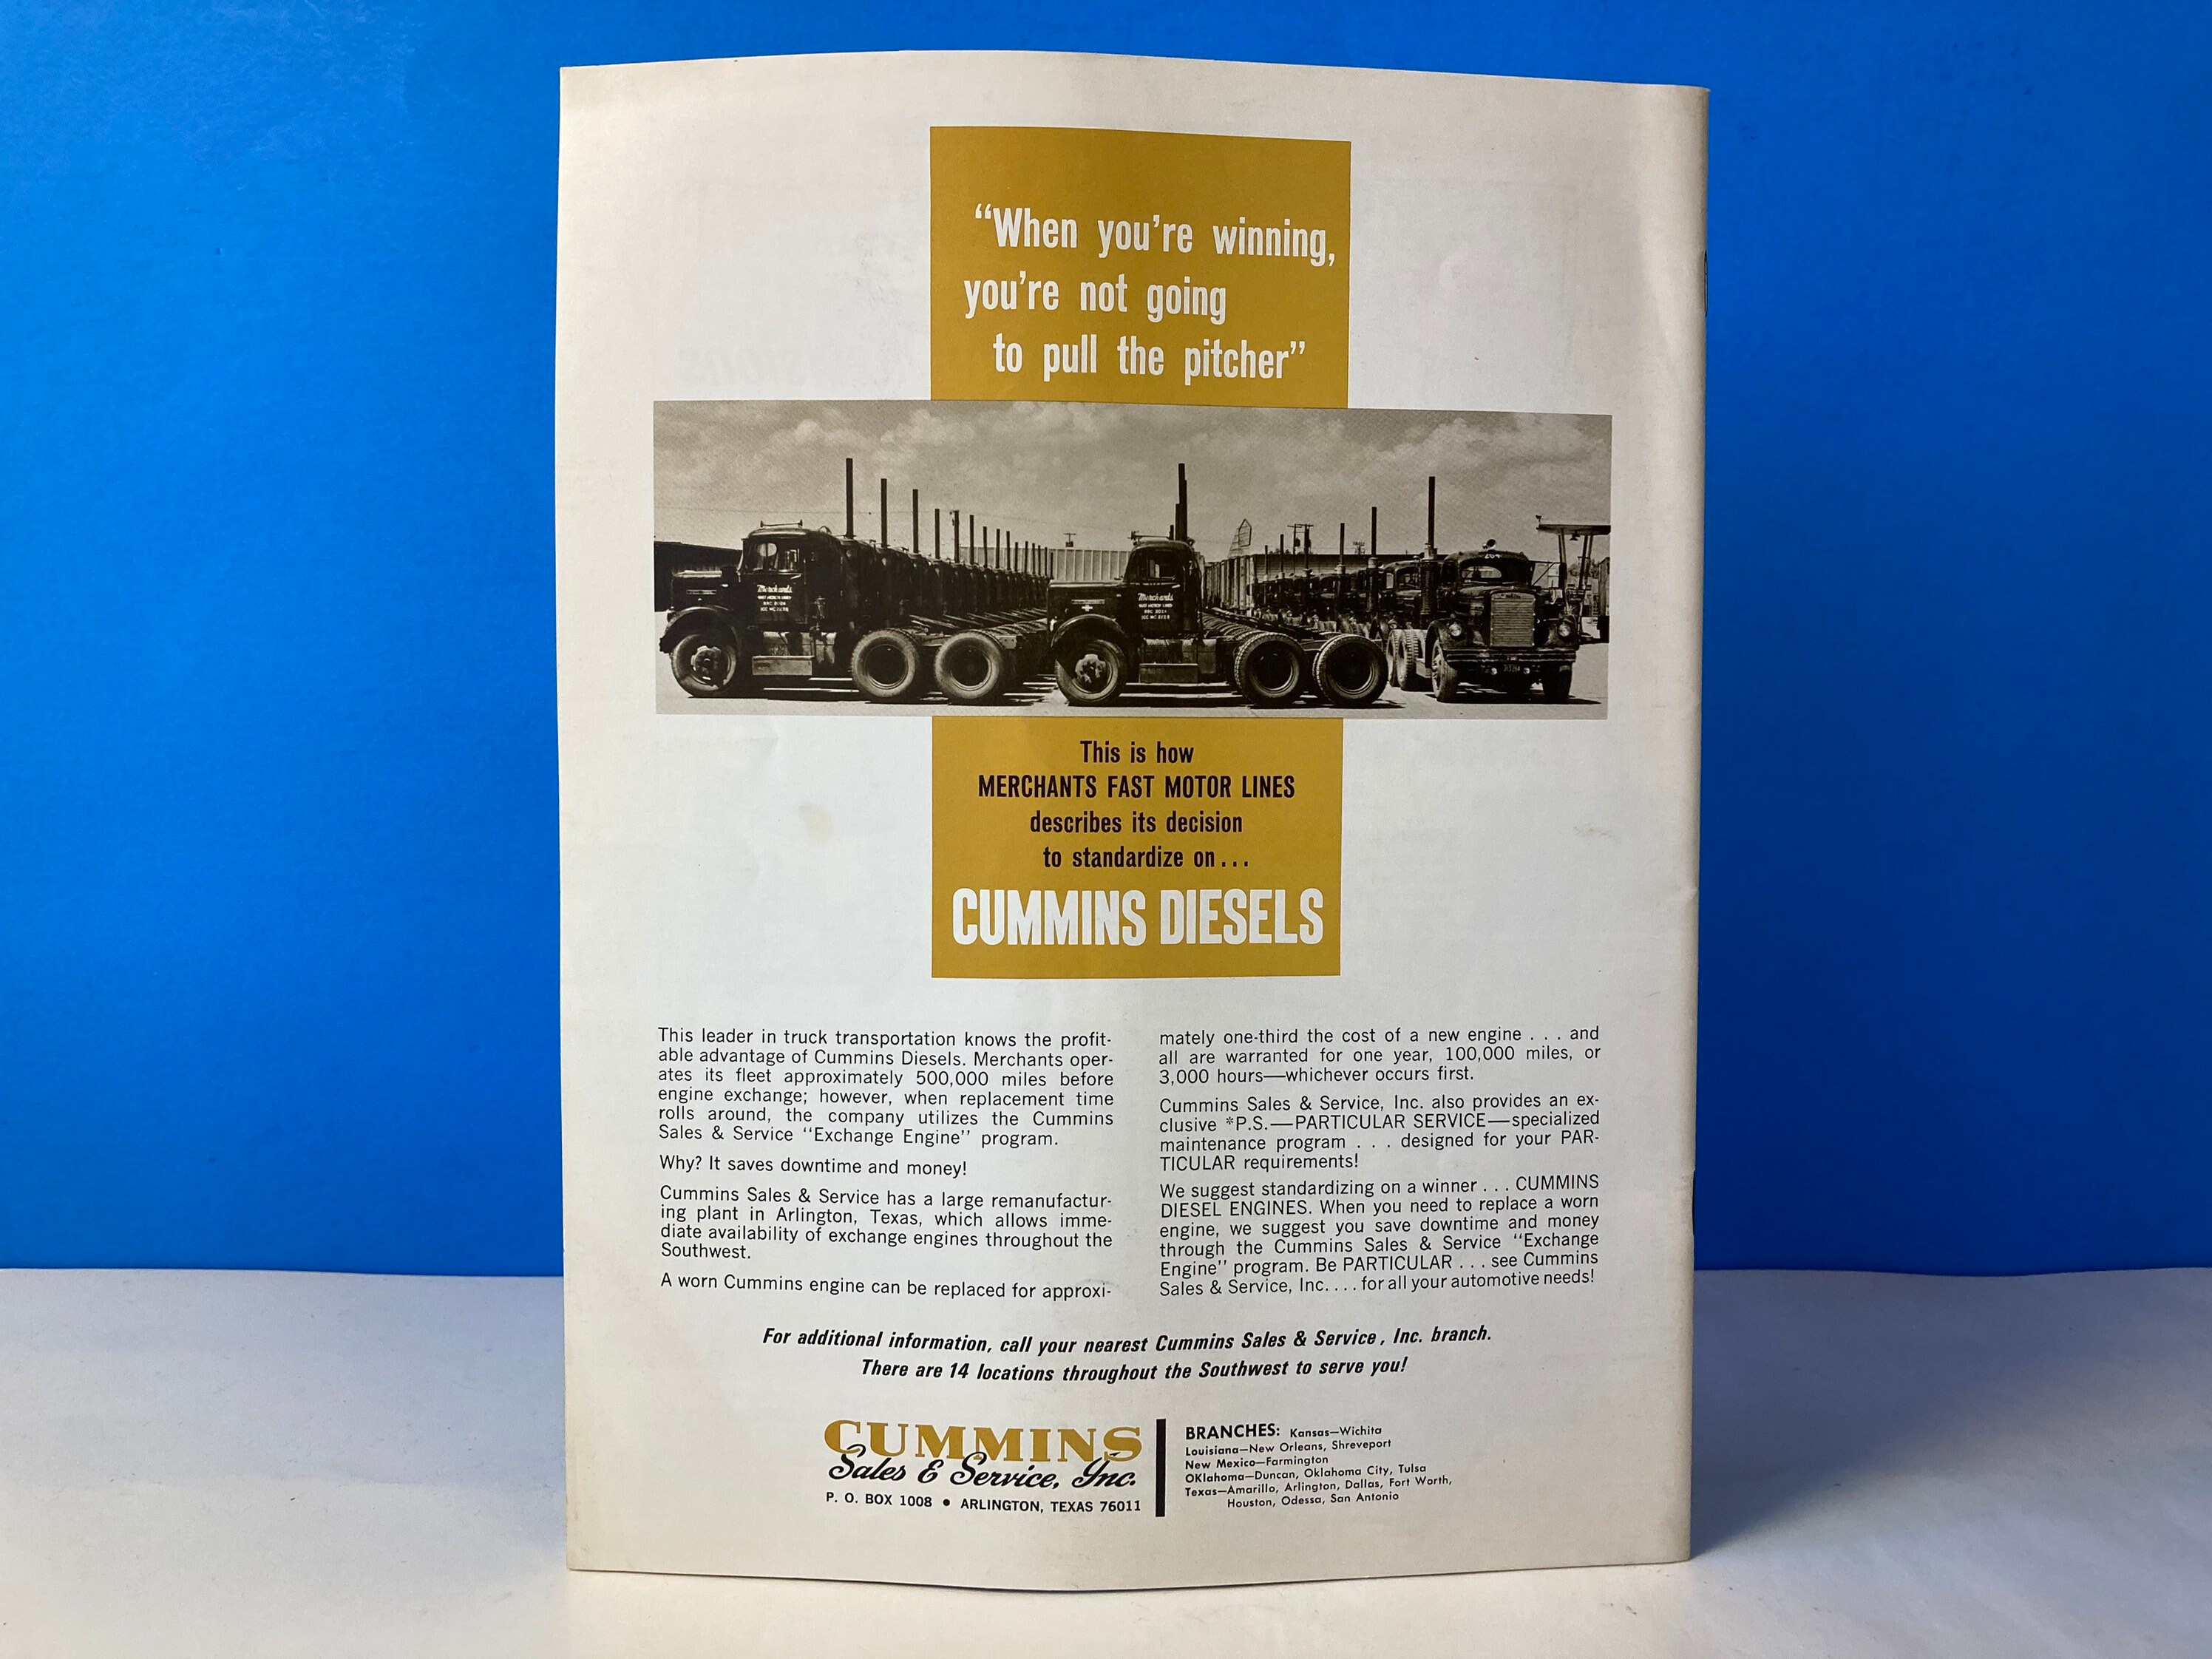 “When you’re winning,
you’re not going
to pull the pitcher”
Merchants
This is how
MERCHANTS FAST MOTOR LINES
describes its decision
to standardize on...
CUMMINS DIESELS
This leader in truck transportation knows the profit-
able advantage of Cummins Diesels. Merchants oper-
ates its fleet approximately 500,000 miles before
engine exchange; however, when replacement time
rolls around, the company utilizes the Cummins
Sales & Service “Exchange Engine” program.
Why? It saves downtime and money!
Cummins Sales & Service has a large remanufactur-
ing plant in Arlington, Texas, which allows imme-
diate availability of exchange engines throughout the
Southwest.
A worn Cummins engine can be replaced for approxi-
mately one-third the cost of a new engine . . . and
all are warranted for one year, 100,000 miles, or
3,000 hours—whichever occurs first.
Cummins Sales & Service, Inc. also provides an ex-
clusive *P.S.—PARTICULAR SERVICE—specialized
maintenance program . . . designed for your PAR-
TICULAR requirements!
We suggest standardizing on a winner . . . CUMMINS
DIESEL ENGINES. When you need to replace a worn
engine, we suggest you save downtime and money
through the Cummins Sales & Service “Exchange
Engine” program. Be PARTICULAR . . . see Cummins
Sales & Service, Inc. . . . for all your automotive needs!
For additional information, call your nearest Cummins Sales & Service, Inc. branch.
There are 14 locations throughout the Southwest to serve you!
CUMMINS
Sales & Service, Inc.
P. O. BOX 1008 • ARLINGTON, TEXAS 76011
BRANCHES: Kansas—Wichita
Louisiana—New Orleans, Shreveport
New Mexico—Farmington
OKlahoma—Duncan, Oklahoma City, Tulsa
Texas—Amarillo, Arlington, Dallas, Fort Worth,
Houston, Odessa, San Antonio